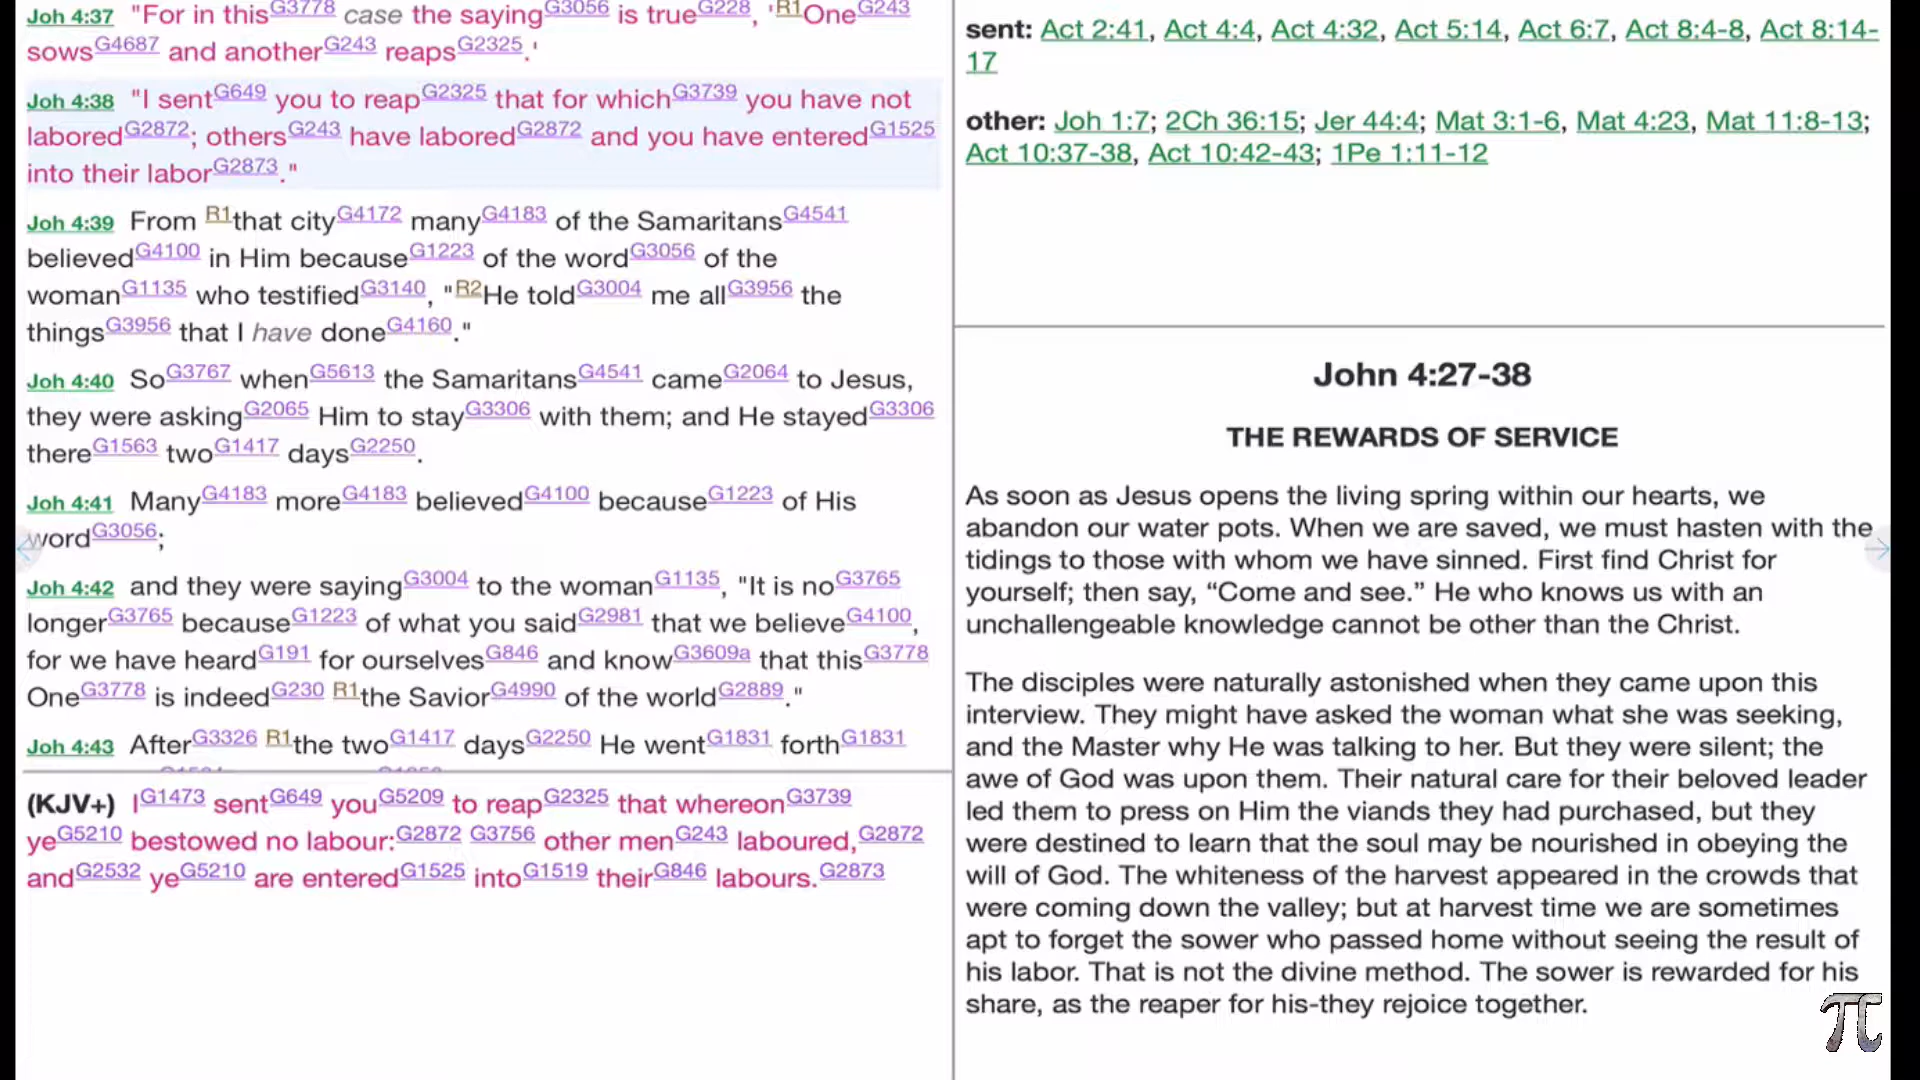 Joh 4:37 "For in thisG3778 case the sayingG3056 is trueG228, 'R1OneG243
sowsG4687 and anotherG243 reapsG2325.'
Joh 4:38 "I sentG649 you to reapG2325 that for whichG3739 you have not
laboredG2872; othersG243 have laboredG2872 and you have enteredG1525
into their laborG2873."
Joh 4:39 From R1that cityG4172 manyG4183 of the SamaritansG4541
believedG4100 in Him becauseG1223 of the wordG3056 of the
womanG1135 who testifiedG3140, "R2He toldG3004 me allG3956 the
thingsG3956 that I have doneG4160."
Joh 4:40 SoG3767 whenG5613 the SamaritansG4541 cameG2064 to Jesus,
they were askingG2065 Him to stayG3306 with them; and He stayedG3306
thereG1563 twoG1417 daysG2250.
Joh 4:41 ManyG4183 moreG4183 believedG4100 becauseG1223 of His
wordG3056;
Joh 4:42 and they were sayingG3004 to the womanG1135, "It is noG3765
longerG3765 becauseG1223 of what you saidG2981 that we believeG4100,
for we have heardG191 for ourselvesG846 and knowG3609a that thisG3778
OneG3778 is indeedG230 R1the SaviorG4990 of the worldG2889."
Joh 4:43 AfterG3326 R1the twoG1417 daysG2250 He wentG1831 forthG1831
(KJV+) IG1473 sentG649 youG5209 to reapG2325 that whereonG3739
yeG5210 bestowed no labour:G2872 G3756 other menG243 laboured,G2872
andG2532 yeG5210 are enteredG1525 intoG1519 theirG846 labours.G2873
sent: Act 2:41, Act 4:4, Act 4:32, Act 5:14, Act 6:7, Act 8:4-8, Act 8:14-
17
other: Joh 1:7; 2Ch 36:15; Jer 44:4; Mat 3:1-6, Mat 4:23, Mat 11:8-13;
Act 10:37-38, Act 10:42-43; 1Pe 1:11-12
John 4:27-38
THE REWARDS OF SERVICE
As soon as Jesus opens the living spring within our hearts, we
abandon our water pots. When we are saved, we must hasten with the
tidings to those with whom we have sinned. First find Christ for
yourself; then say, “Come and see.” He who knows us with an
unchallengeable knowledge cannot be other than the Christ.
The disciples were naturally astonished when they came upon this
interview. They might have asked the woman what she was seeking,
and the Master why He was talking to her. But they were silent; the
awe of God was upon them. Their natural care for their beloved leader
led them to press on Him the viands they had purchased, but they
were destined to learn that the soul may be nourished in obeying the
will of God. The whiteness of the harvest appeared in the crowds that
were coming down the valley; but at harvest time we are sometimes
apt to forget the sower who passed home without seeing the result of
his labor. That is not the divine method. The sower is rewarded for his
share, as the reaper for his-they rejoice together.
π